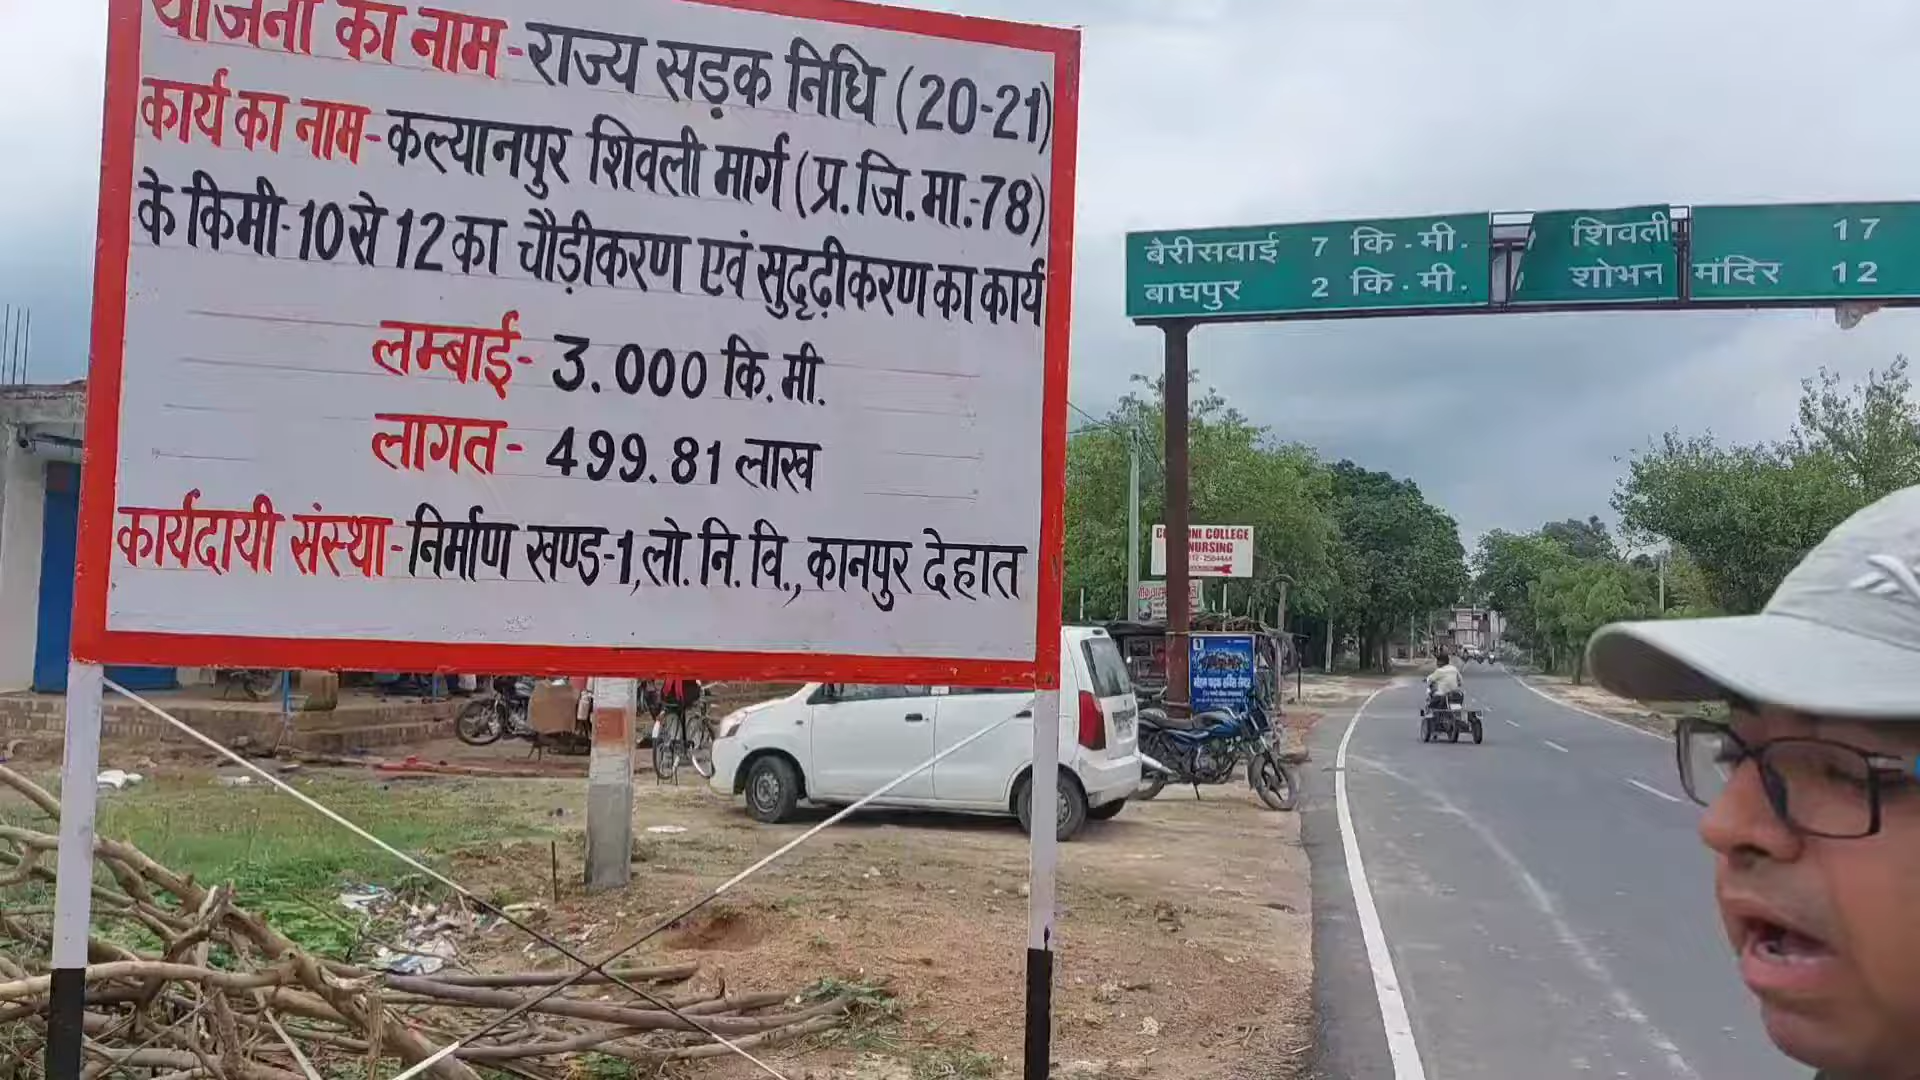 योजना का नाम-राज्य सड़क निधि (20-21)
कार्य का नाम-कल्यानपुर शिवली मार्ग (प्र.जि.मा.-78)
के किमी-10 से 12 का चौड़ीकरण एवं सुदृढ़ीकरण का कार्य
लम्बाई- 3.000 कि.मी.
लागत- 499.81 लाख
कार्यदायी संस्था-निर्माण खण्ड-1,लो.नि.वि.,कानपुर देहात
बैरीसवाई 7 कि.मी. शिवली 17
बाघपुर 2 कि.मी. शोभन मंदिर 12
COLLEGE
NURSING